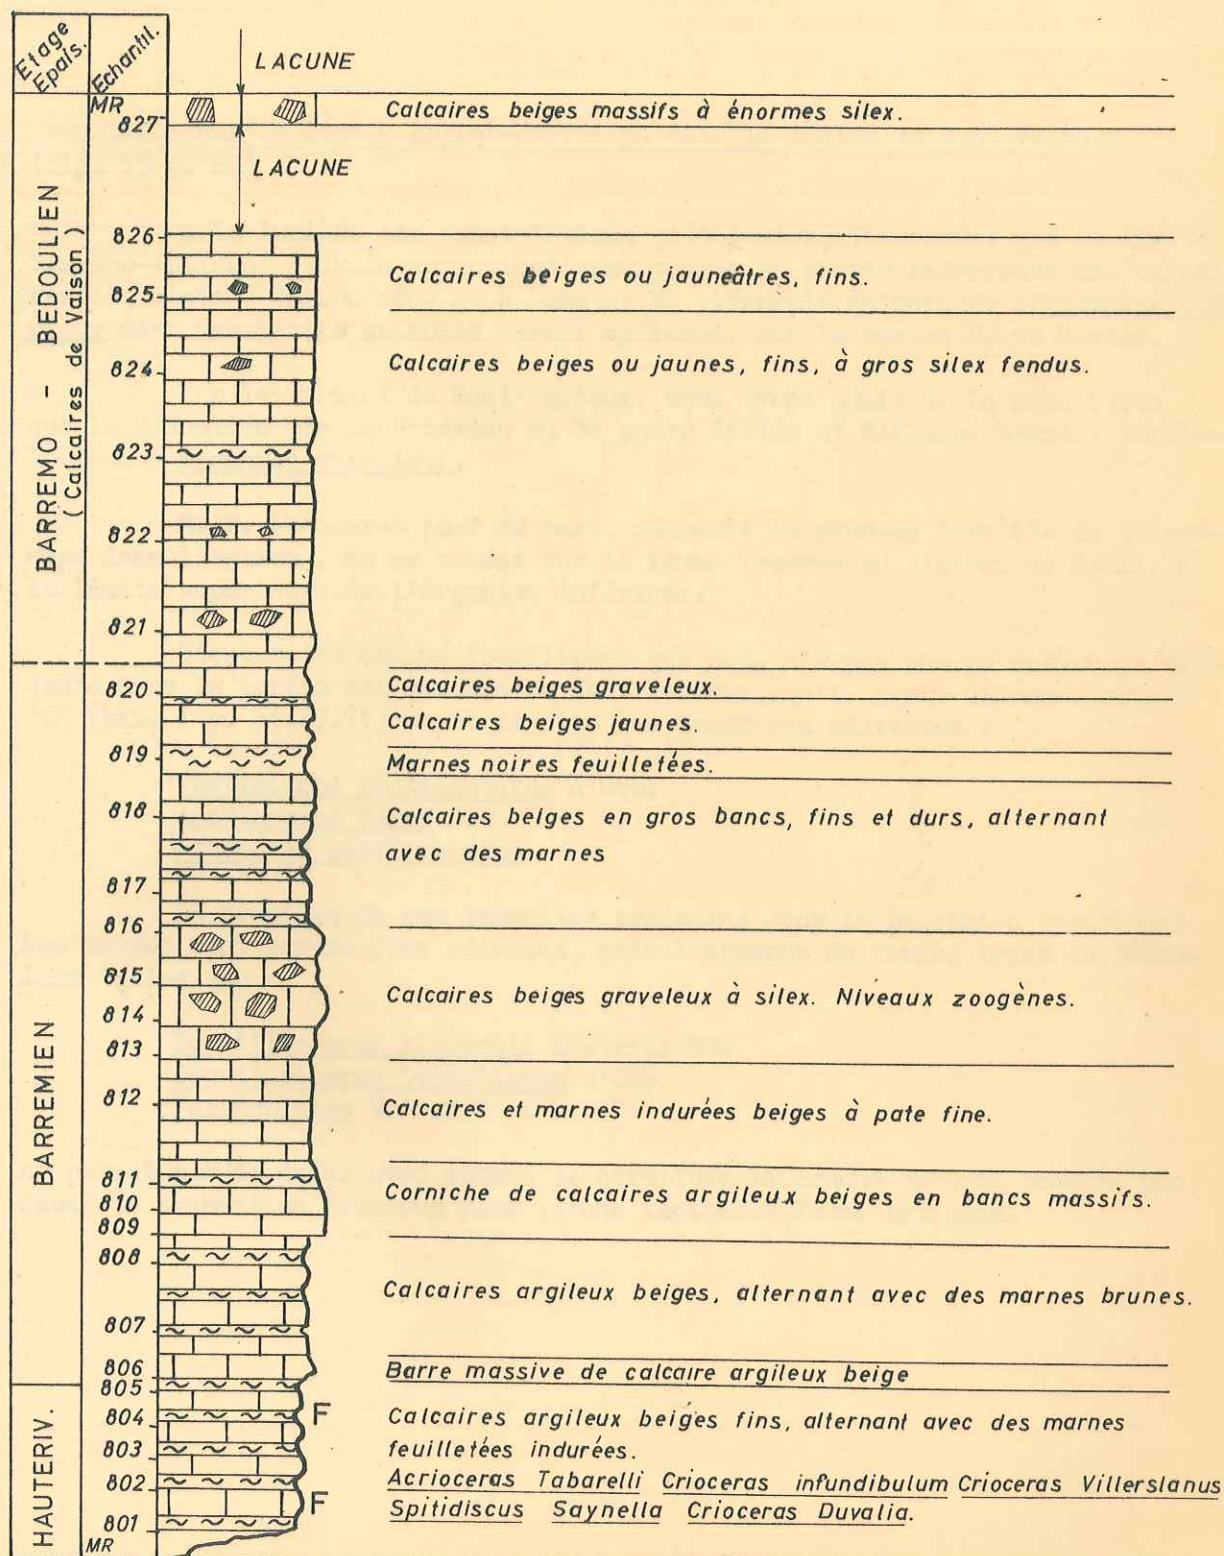 Etage
Epais.
Echantil.
LACUNE
MR
827
Calcaires beiges massifs à énormes silex.
LACUNE
BARREMO - BEDOULIEN
(Calcaires de Vaison)
826
825
Calcaires beiges ou jauneâtres, fins.
824
Calcaires beiges ou jaunes, fins, à gros silex fendus.
823
822
821
BARREMIEN
820
Calcaires beiges graveleux.
Calcaires beiges jaunes.
819
Marnes noires feuilletées.
818
Calcaires beiges en gros bancs, fins et durs, alternant
avec des marnes
817
816
815
Calcaires beiges graveleux à silex. Niveaux zoogènes.
814
813
812
Calcaires et marnes indurées beiges à pate fine.
811
810
Corniche de calcaires argileux beiges en bancs massifs.
809
808
Calcaires argileux beiges, alternant avec des marnes brunes.
807
806
Barre massive de calcaire argileux beige
805
HAUTERIV.
804
F
Calcaires argileux beiges fins, alternant avec des marnes
803
feuilletées indurées.
802
Acrioceras Tabarelli Crioceras infundibulum Crioceras Villerslanus
F
Spitidiscus Saynella Crioceras Duvalia.
801
MR